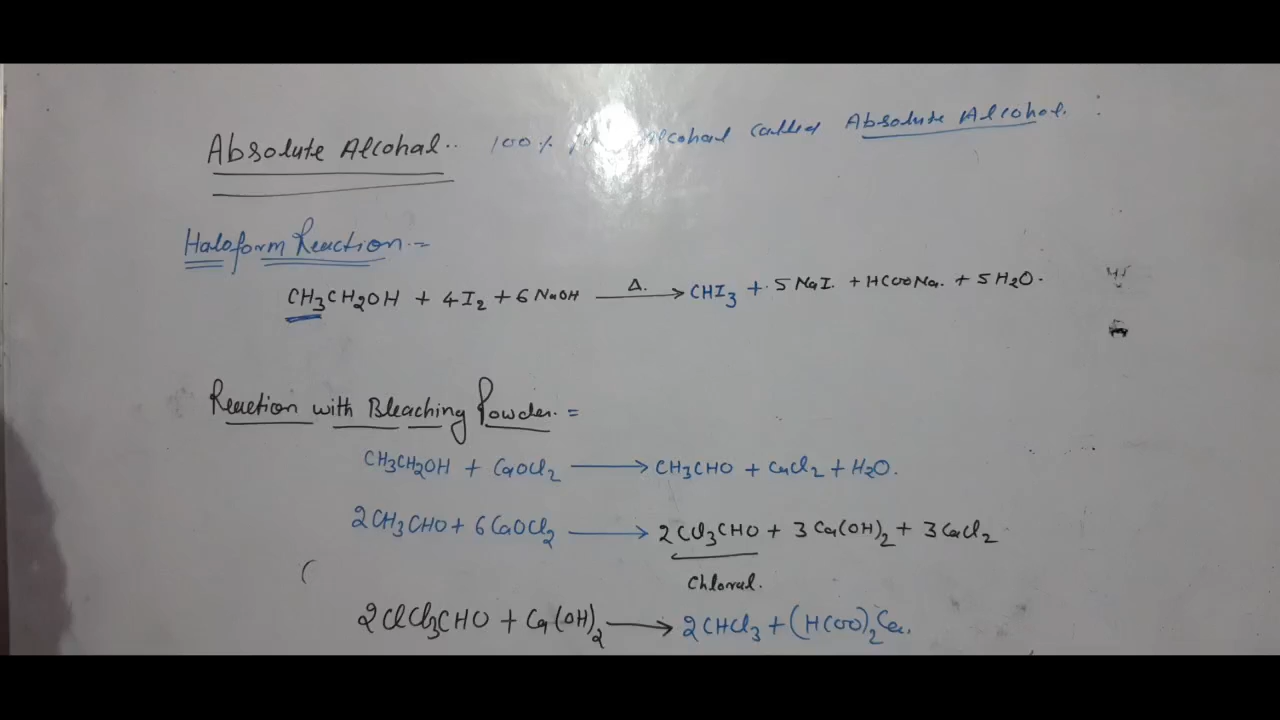 Absolute Alcohal.. 100% alcohal called Absolute Alcohol.
Haloform Reaction :-
CH3CH2OH + 4I2 + 6NaOH —Δ.→ CHI3 + 5NaI. + HCOONa. + 5H2O.
Reaction with Bleaching Powder. =
CH3CH2OH + CaOCl2 ⟶ CH3CHO + CaCl2 + H2O.
2CH3CHO + 6CaOCl2 ⟶ 2CCl3CHO + 3Ca(OH)2 + 3CaCl2
Chloral.
2ClCl3CHO + Ca(OH)2 ⟶ 2CHCl3 + (HCOO)2Ca.